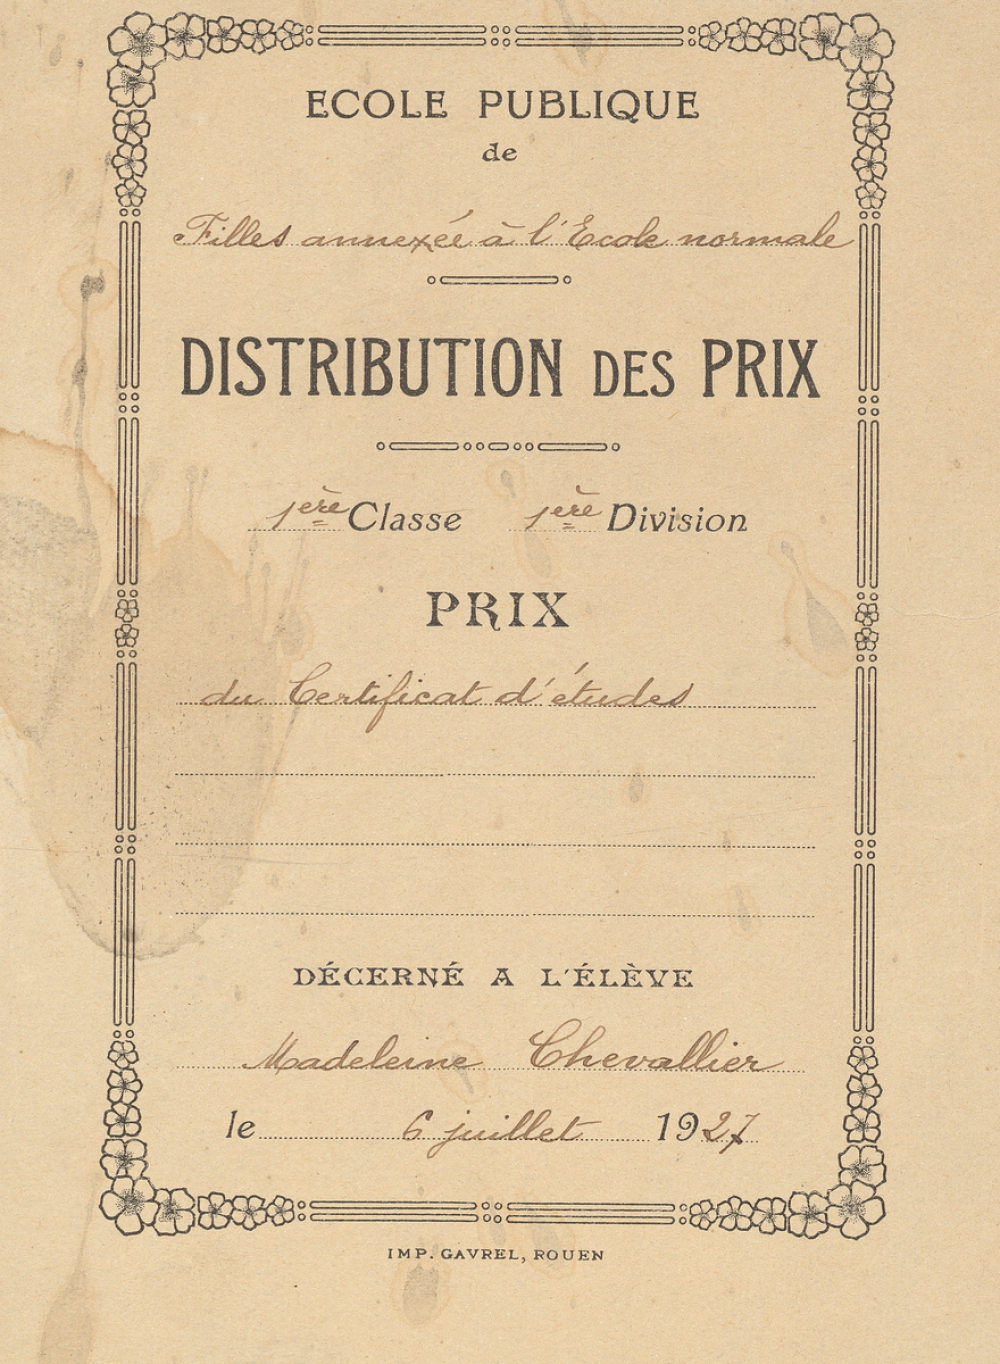 ECOLE PUBLIQUE
de
Filles annexée à l'Ecole normale
DISTRIBUTION DES PRIX
1ère Classe 1ère Division
PRIX
du Certificat d'études
DÉCERNÉ A L'ÉLÈVE
Madeleine Chevallier
le 6 juillet 1927
IMP. GAVREL, ROUEN